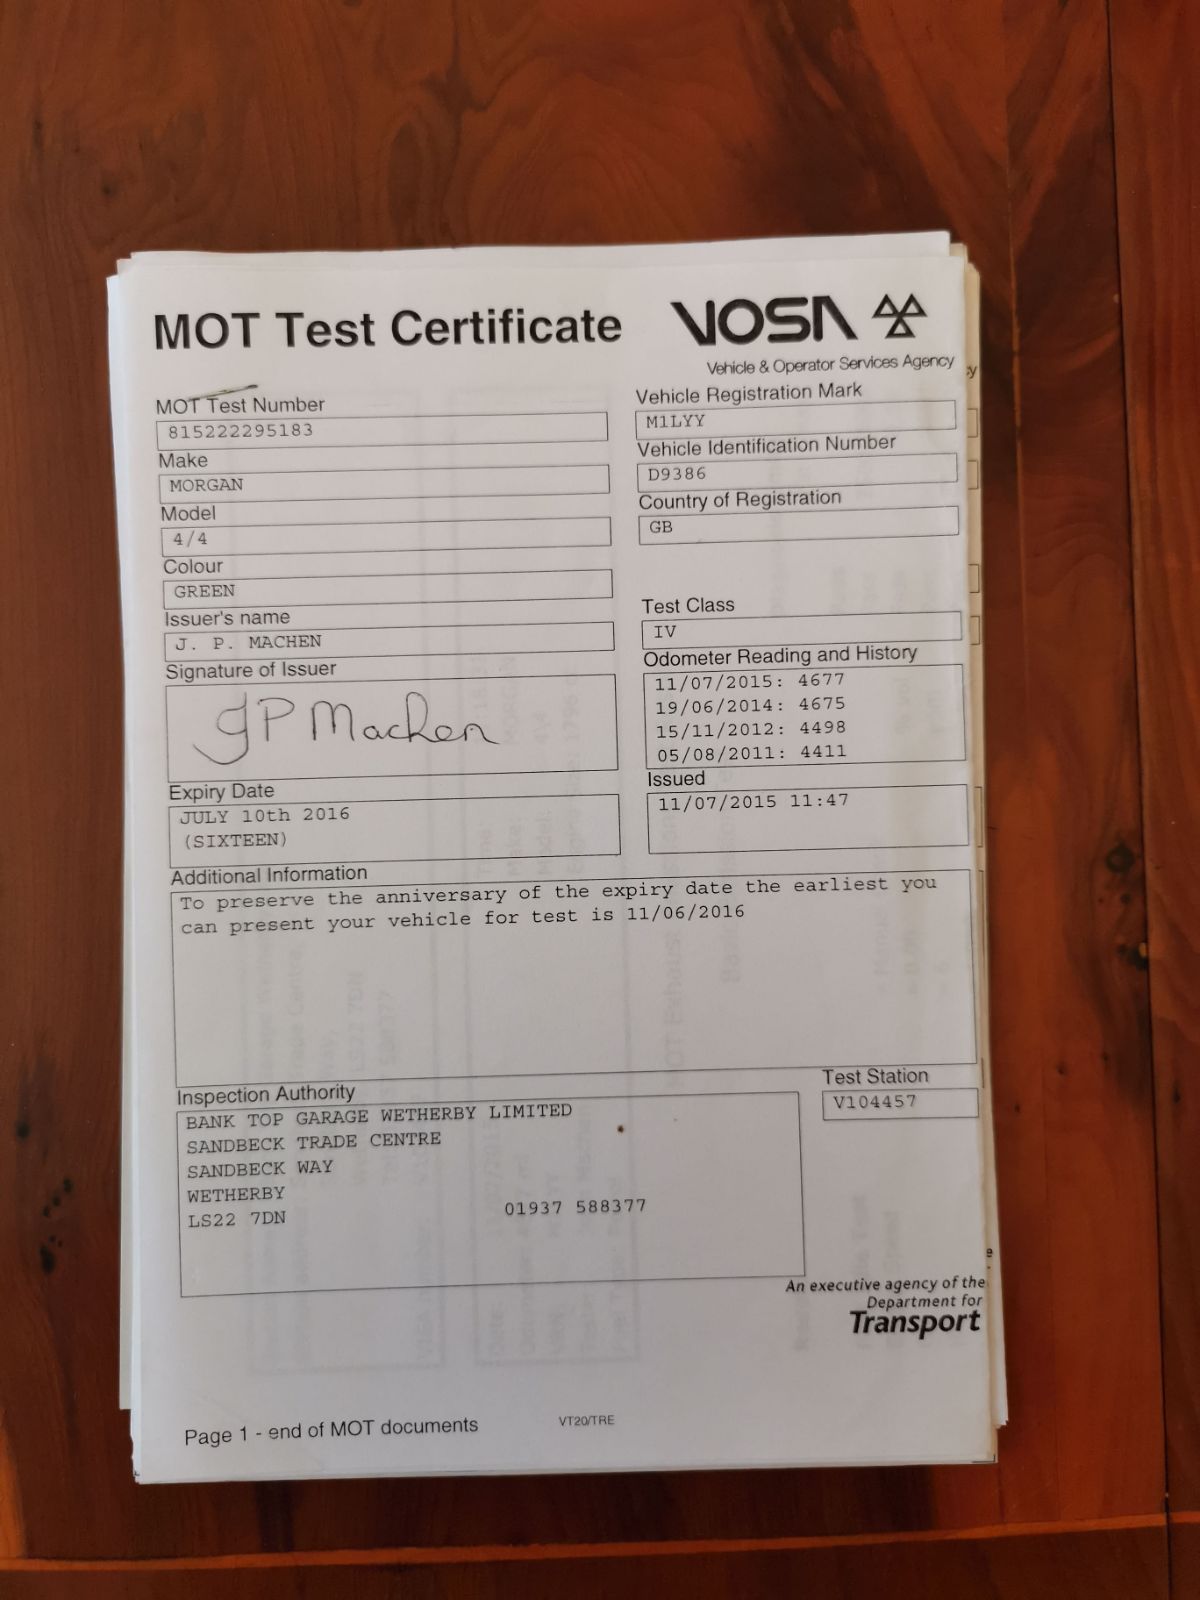 MOT Test Certificate
VOSA
Vehicle & Operator Services Agency
MOT Test Number
815222295183
Make
MORGAN
Model
4/4
Colour
GREEN
Issuer's name
J. P. MACHEN
Signature of Issuer
JP Machen
Expiry Date
JULY 10th 2016
(SIXTEEN)
Vehicle Registration Mark
M1LYY
Vehicle Identification Number
D9386
Country of Registration
GB
Test Class
IV
Odometer Reading and History
11/07/2015: 4677
19/06/2014: 4675
15/11/2012: 4498
05/08/2011: 4411
Issued
11/07/2015 11:47
Additional Information
To preserve the anniversary of the expiry date the earliest you
can present your vehicle for test is 11/06/2016
Inspection Authority
BANK TOP GARAGE WETHERBY LIMITED
SANDBECK TRADE CENTRE
SANDBECK WAY
WETHERBY
LS22 7DN 01937 588377
Test Station
V104457
An executive agency of the
Department for
Transport
Page 1 - end of MOT documents
VT20/TRE